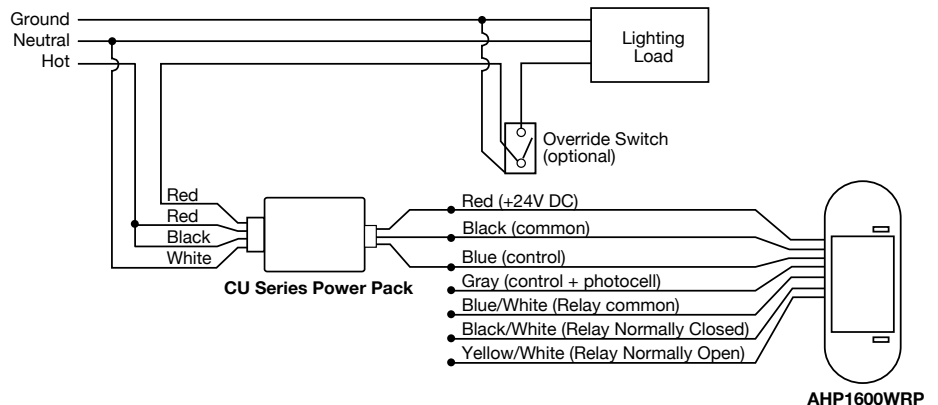 Ground
Neutral
Hot
Lighting
Load
Override Switch
(optional)
Red
Red
Black
White
CU Series Power Pack
Red (+24V DC)
Black (common)
Blue (control)
Gray (control + photocell)
Blue/White (Relay common)
Black/White (Relay Normally Closed)
Yellow/White (Relay Normally Open)
AHP1600WRP